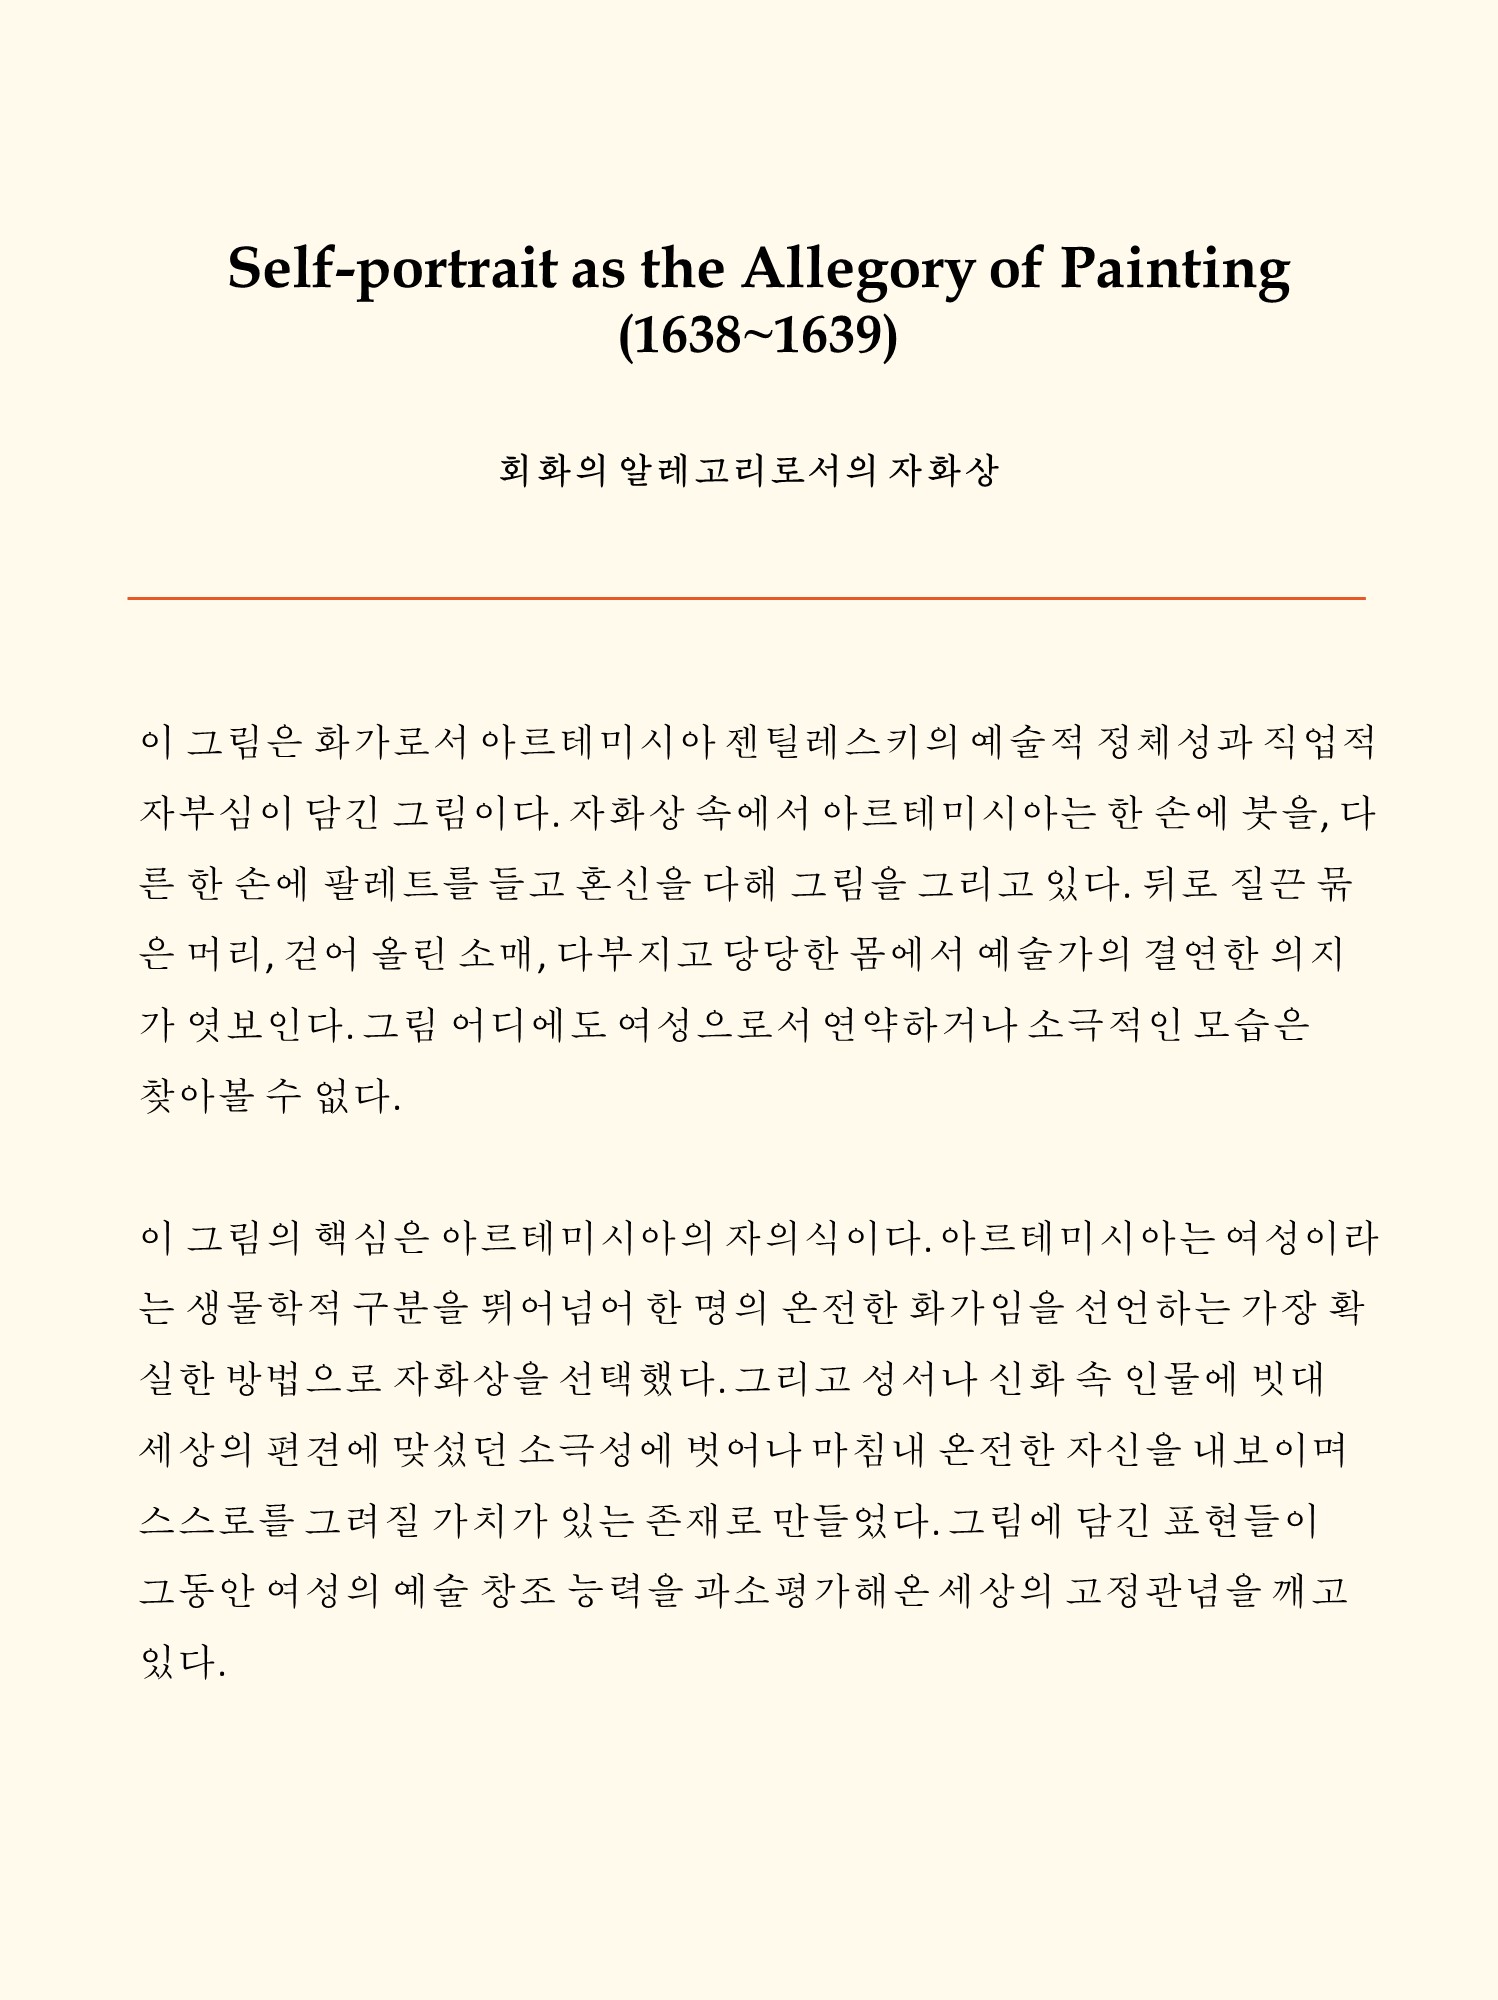 Self-portrait as the Allegory of Painting
(1638~1639)
회화의 알레고리로서의 자화상
이 그림은 화가로서 아르테미시아 젠틸레스키의 예술적 정체성과 직업적
자부심이 담긴 그림이다. 자화상 속에서 아르테미시아는 한 손에 붓을, 다
른 한 손에 팔레트를 들고 혼신을 다해 그림을 그리고 있다. 뒤로 질끈 묶
은 머리, 걷어 올린 소매, 다부지고 당당한 몸에서 예술가의 결연한 의지
가 엿보인다. 그림 어디에도 여성으로서 연약하거나 소극적인 모습은
찾아볼 수 없다.
이 그림의 핵심은 아르테미시아의 자의식이다. 아르테미시아는 여성이라
는 생물학적 구분을 뛰어넘어 한 명의 온전한 화가임을 선언하는 가장 확
실한 방법으로 자화상을 선택했다. 그리고 성서나 신화 속 인물에 빗대
세상의 편견에 맞섰던 소극성에 벗어나 마침내 온전한 자신을 내보이며
스스로를 그려질 가치가 있는 존재로 만들었다. 그림에 담긴 표현들이
그동안 여성의 예술 창조 능력을 과소평가해온 세상의 고정관념을 깨고
있다.